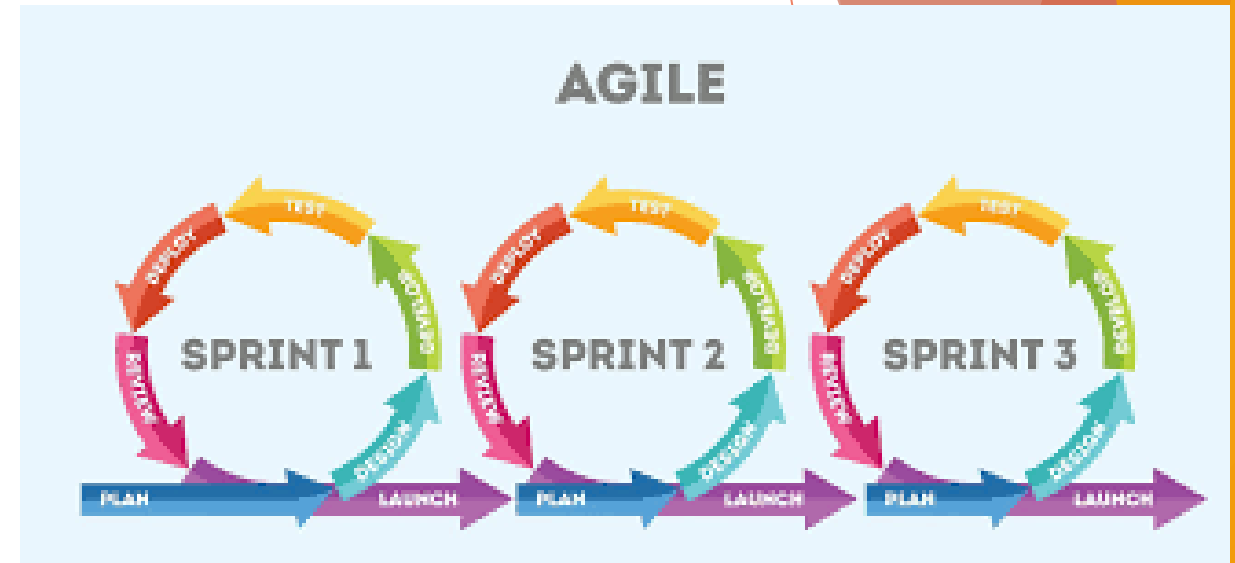 AGILE
TEST
TEST
TEST
DEPLOY
DEVELOP
DEPLOY
DEVELOP
DEPLOY
DEVELOP
SPRINT 1
SPRINT 2
SPRINT 3
REVIEW
REVIEW
REVIEW
DESIGN
DESIGN
DESIGN
PLAN
LAUNCH
PLAN
LAUNCH
PLAN
LAUNCH